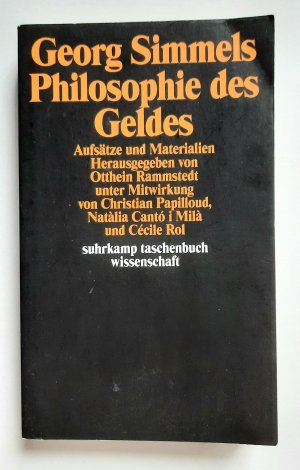 Georg Simmels
Philosophie des
Geldes
Aufsätze und Materialien
Herausgegeben von
Otthein Rammstedt
unter Mitwirkung
von Christian Papilloud,
Natàlia Cantó i Milà
und Cécile Rol
suhrkamp taschenbuch
wissenschaft